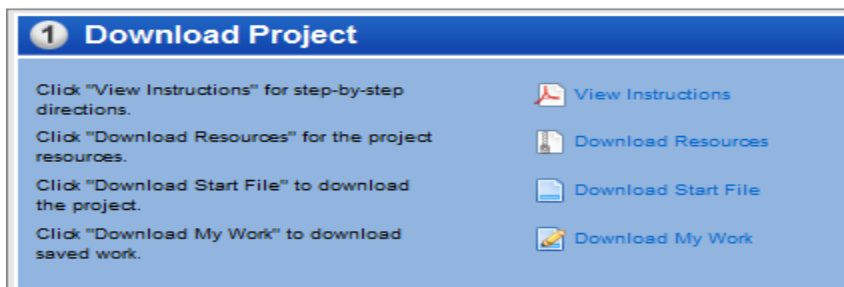 1 Download Project
Click "View Instructions" for step-by-step
directions.
View Instructions
Click "Download Resources" for the project
resources.
Download Resources
Click "Download Start File" to download
the project.
Download Start File
Click "Download My Work" to download
saved work.
Download My Work